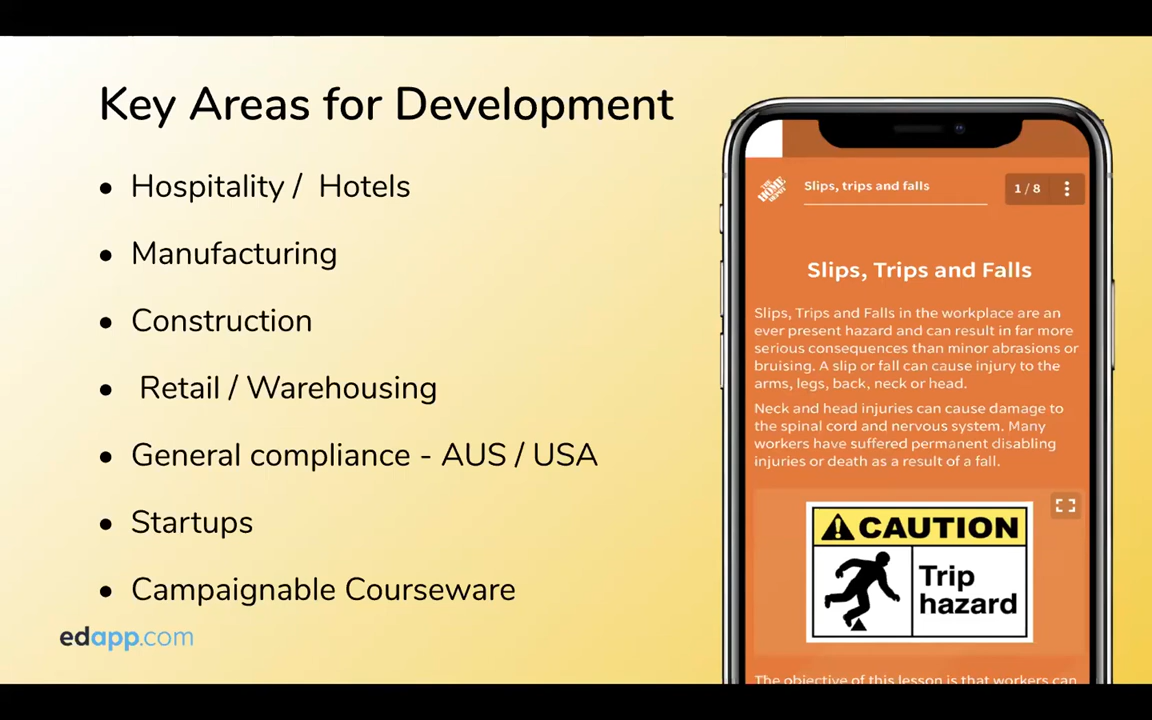 Key Areas for Development
Hospitality / Hotels
Manufacturing
Construction
Retail / Warehousing
General compliance - AUS / USA
Startups
Campaignable Courseware
edapp.com
THE
HOME
DEPOT
Slips, trips and falls
1 / 8
Slips, Trips and Falls
Slips, Trips and Falls in the workplace are an
ever present hazard and can result in far more
serious consequences than minor abrasions or
bruising. A slip or fall can cause injury to the
arms, legs, back, neck or head.
Neck and head injuries can cause damage to
the spinal cord and nervous system. Many
workers have suffered permanent disabling
injuries or death as a result of a fall.
CAUTION
Trip
hazard
The objective of this lesson is that workers can